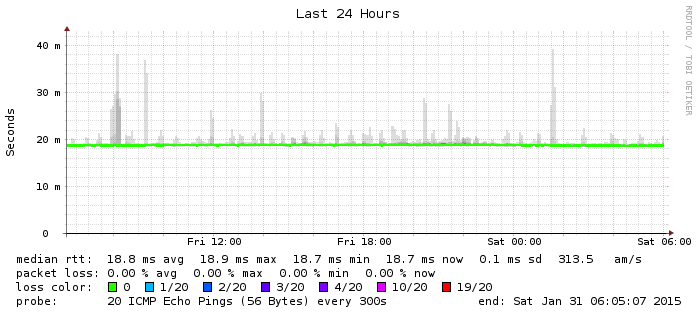 Last 24 Hours
RRDTOOL / TOBI OETIKER
Seconds
40 m
30 m
20 m
10 m
0
Fri 12:00 Fri 18:00 Sat 00:00 Sat 06:00
median rtt: 18.8 ms avg 18.9 ms max 18.7 ms min 18.7 ms now 0.1 ms sd 313.5 am/s
packet loss: 0.00 % avg 0.00 % max 0.00 % min 0.00 % now
loss color: 0 1/20 2/20 3/20 4/20 10/20 19/20
probe: 20 ICMP Echo Pings (56 Bytes) every 300s end: Sat Jan 31 06:05:07 2015